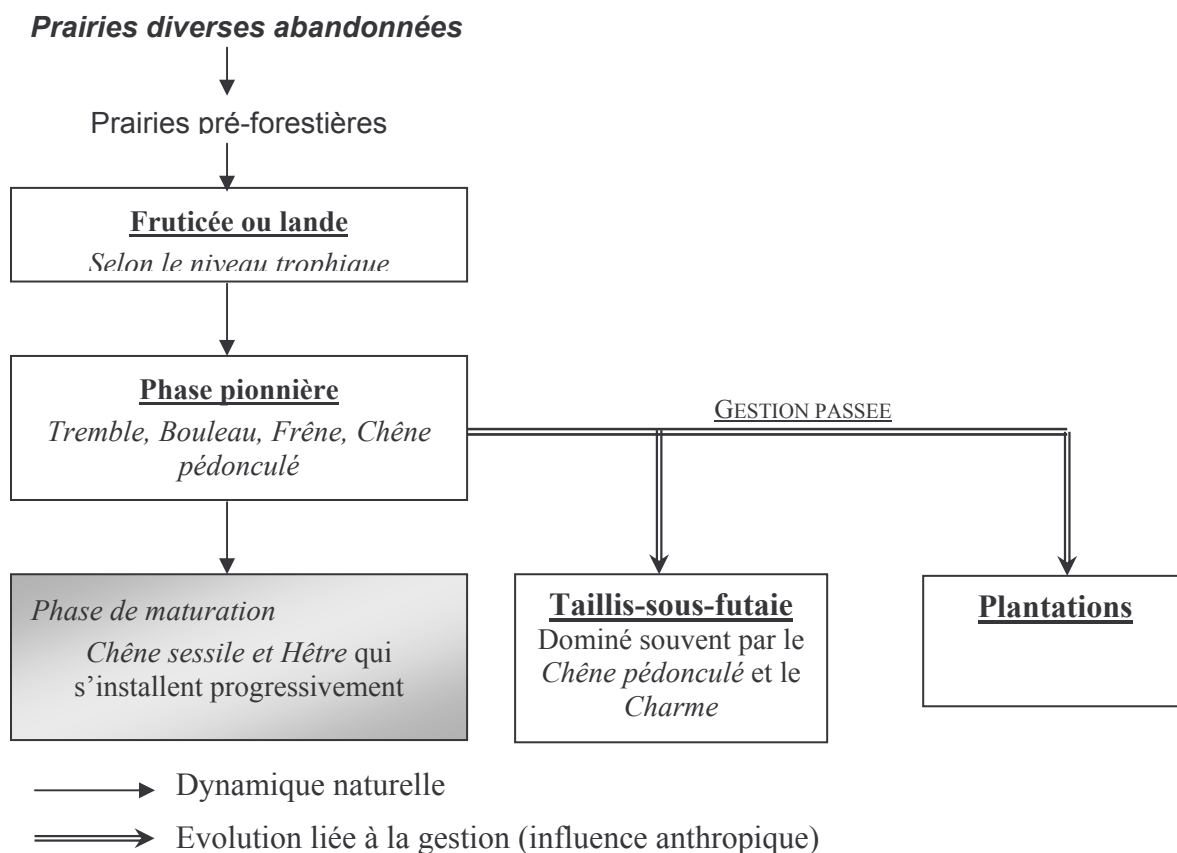 Prairies diverses abandonnées
Prairies pré-forestières
Fruticée ou lande
Selon le niveau trophique
Phase pionnière
Tremble, Bouleau, Frêne, Chêne
pédonculé
GESTION PASSEE
Phase de maturation
Chêne sessile et Hêtre qui
s’installent progressivement
Taillis-sous-futaie
Dominé souvent par le
Chêne pédonculé et le
Charme
Plantations
Dynamique naturelle
Evolution liée à la gestion (influence anthropique)